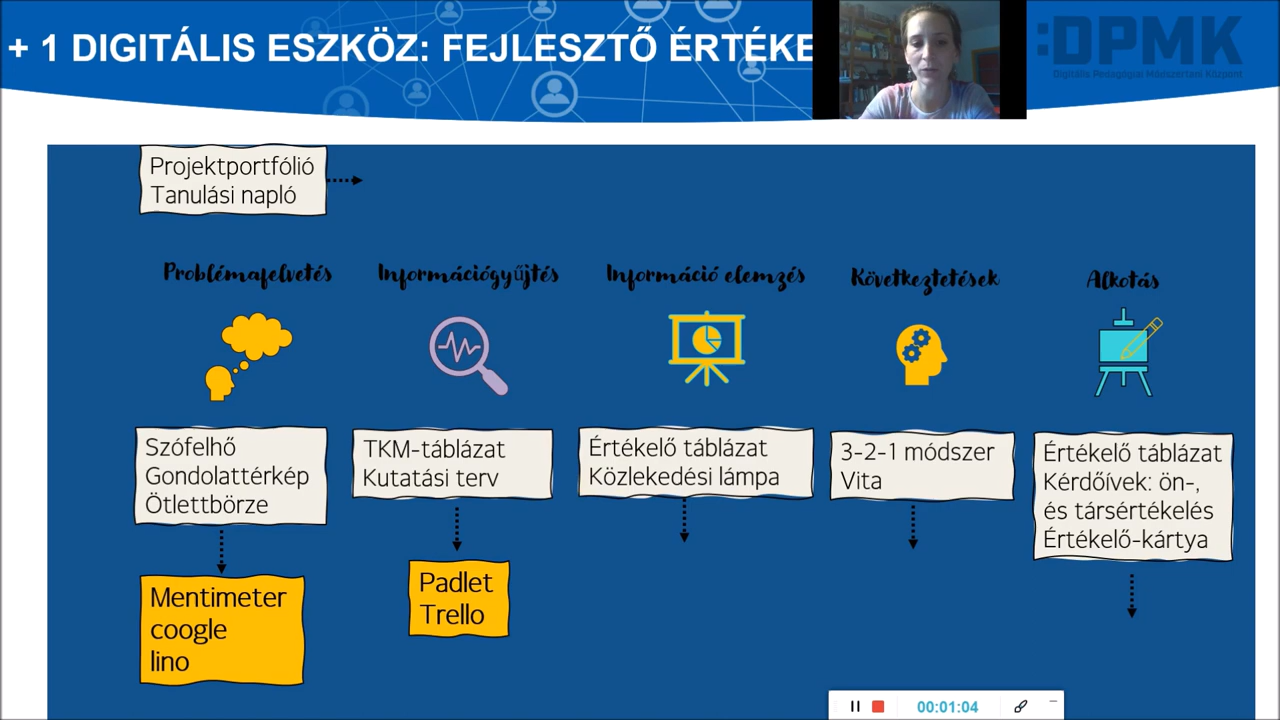 + 1 DIGITÁLIS ESZKÖZ: FEJLESZTŐ ÉRTÉKE
:DPMK
Digitális Pedagógiai Módszertani Központ
Projektportfólió
Tanulási napló
Problémafelvetés
Információgyűjtés
Információ elemzés
Következtetések
Alkotás
Szófelhő
Gondolattérkép
Ötlettbörze
TKM-táblázat
Kutatási terv
Értékelő táblázat
Közlekedési lámpa
3-2-1 módszer
Vita
Értékelő táblázat
Kérdőívek: ön-,
és társértékelés
Értékelő-kártya
Mentimeter
coogle
lino
Padlet
Trello
00:01:04